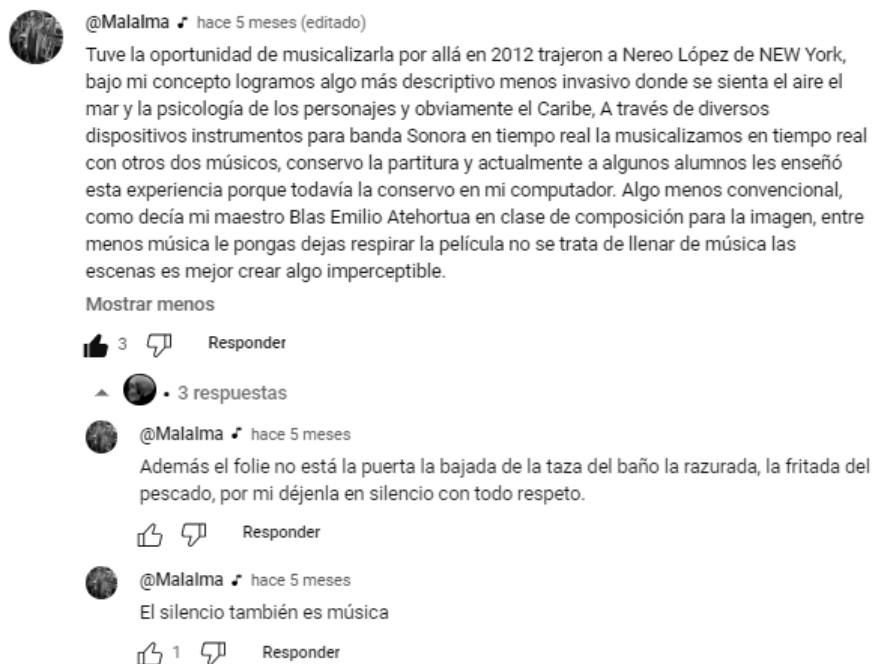 @Malalma hace 5 meses (editado)
Tuve la oportunidad de musicalizarla por allá en 2012 trajeron a Nereo López de NEW York,
bajo mi concepto logramos algo más descriptivo menos invasivo donde se sienta el aire el
mar y la psicología de los personajes y obviamente el Caribe, A través de diversos
dispositivos instrumentos para banda Sonora en tiempo real la musicalizamos en tiempo real
con otros dos músicos, conservo la partitura y actualmente a algunos alumnos les enseñó
esta experiencia porque todavía la conservo en mi computador. Algo menos convencional,
como decía mi maestro Blas Emilio Atehortua en clase de composición para la imagen, entre
menos música le pongas dejas respirar la película no se trata de llenar de música las
escenas es mejor crear algo imperceptible.
Mostrar menos
3 Responder
• 3 respuestas
@Malalma hace 5 meses
Además el folie no está la puerta la bajada de la taza del baño la razurada, la fritada del
pescado, por mi déjenla en silencio con todo respeto.
Responder
@Malalma hace 5 meses
El silencio también es música
1 Responder